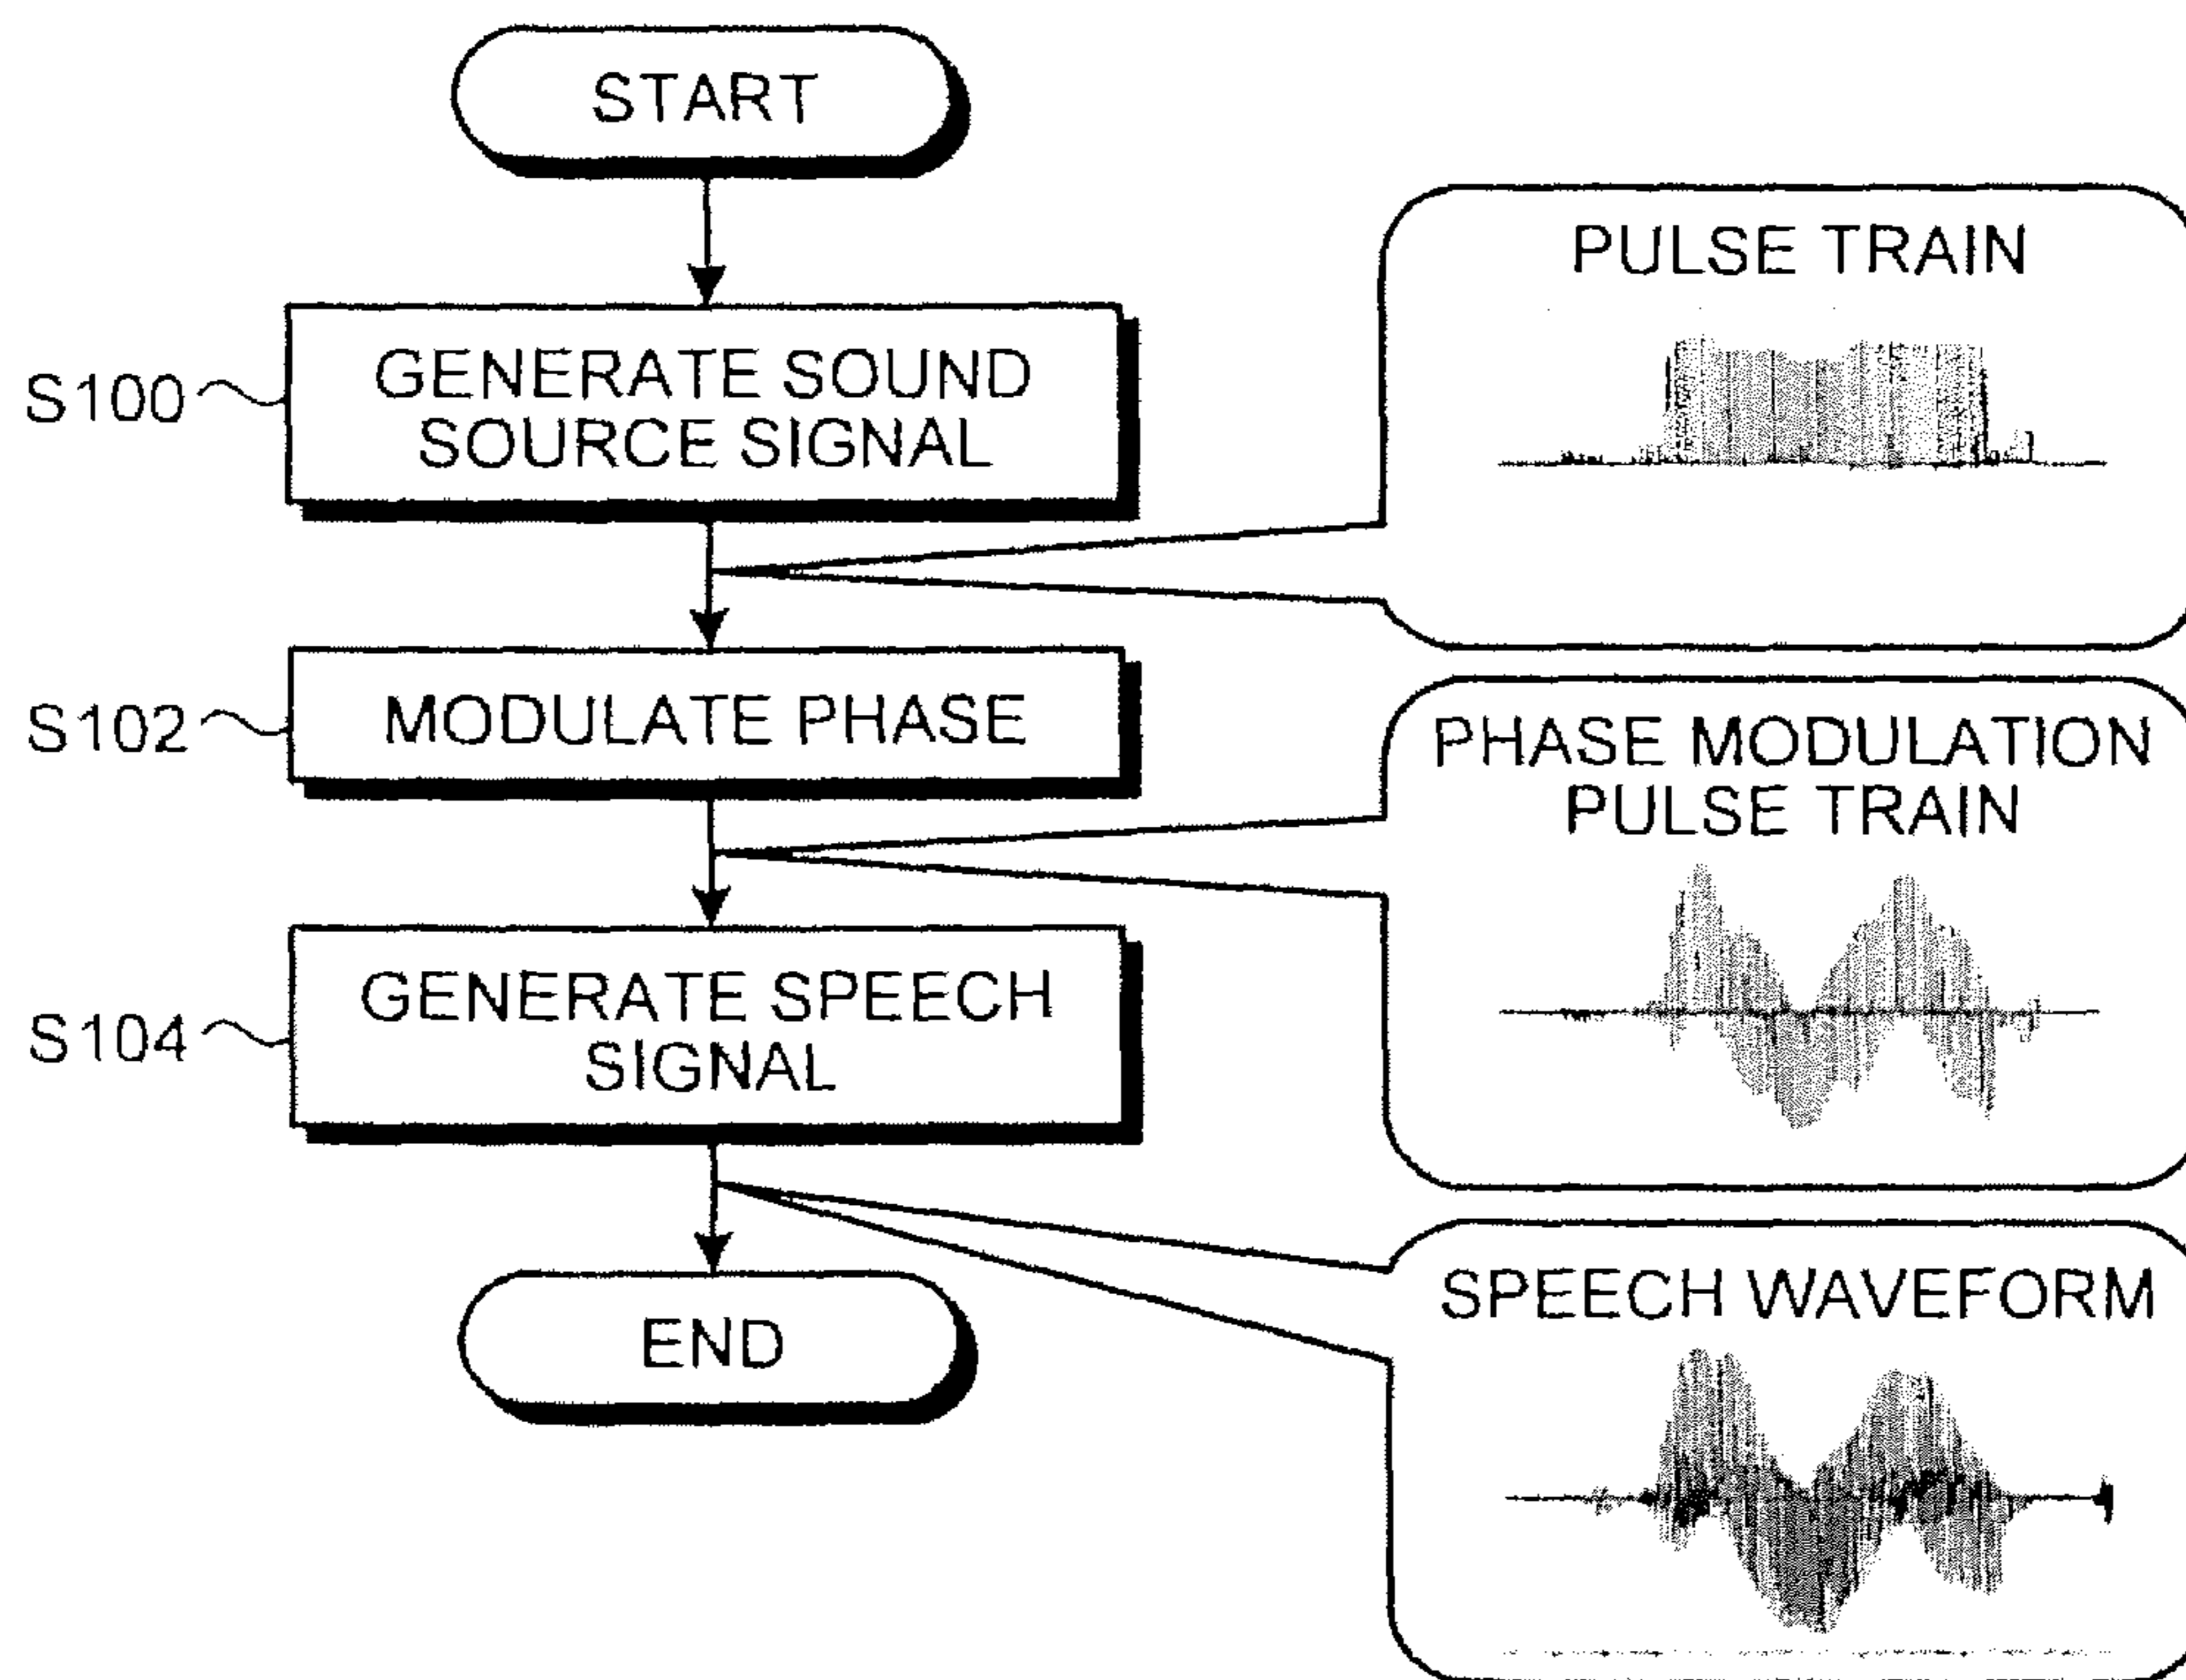 START
PULSE TRAIN
S100
GENERATE SOUND
SOURCE SIGNAL
S102
MODULATE PHASE
PHASE MODULATION
PULSE TRAIN
S104
GENERATE SPEECH
SIGNAL
SPEECH WAVEFORM
END